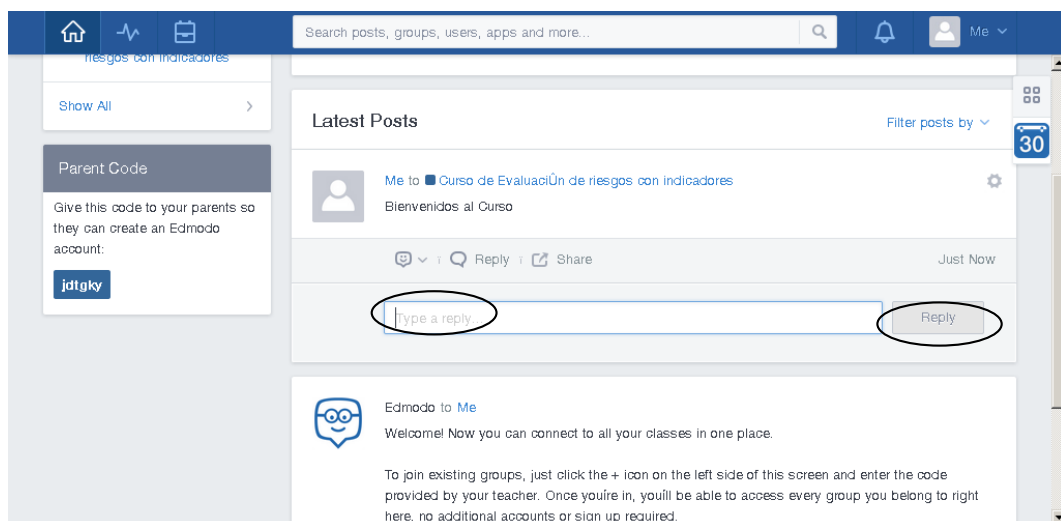 Search posts, groups, users, apps and more...
Me
riesgos con indicadores
Show All
Parent Code
Give this code to your parents so
they can create an Edmodo
account:
jdtgky
Latest Posts
Filter posts by
30
Me to Curso de EvaluaciÛn de riesgos con indicadores
Bienvenidos al Curso
Reply Share Just Now
Type a reply...
Reply
Edmodo to Me
Welcome! Now you can connect to all your classes in one place.
To join existing groups, just click the + icon on the left side of this screen and enter the code
provided by your teacher. Once youíre in, youíll be able to access every group you belong to right
here, no additional accounts or sign up required.